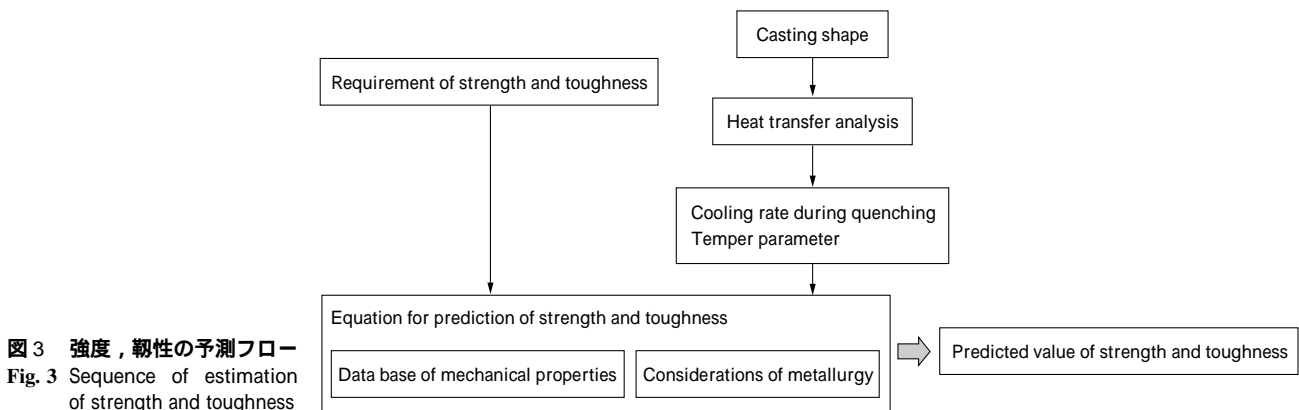 Casting shape
Requirement of strength and toughness
Heat transfer analysis
Cooling rate during quenching
Temper parameter
Equation for prediction of strength and toughness
Data base of mechanical properties
Considerations of metallurgy
Predicted value of strength and toughness
図3 強度，靱性の予測フロー
Fig. 3 Sequence of estimation
of strength and toughness